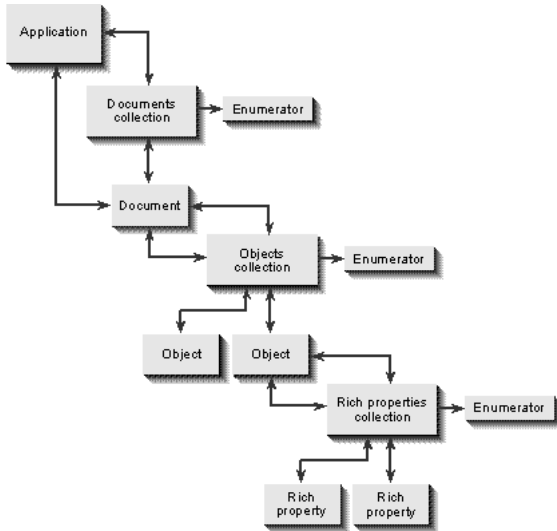 Application
Documents
collection
Enumerator
Document
Objects
collection
Enumerator
Object
Object
Rich properties
collection
Enumerator
Rich
property
Rich
property